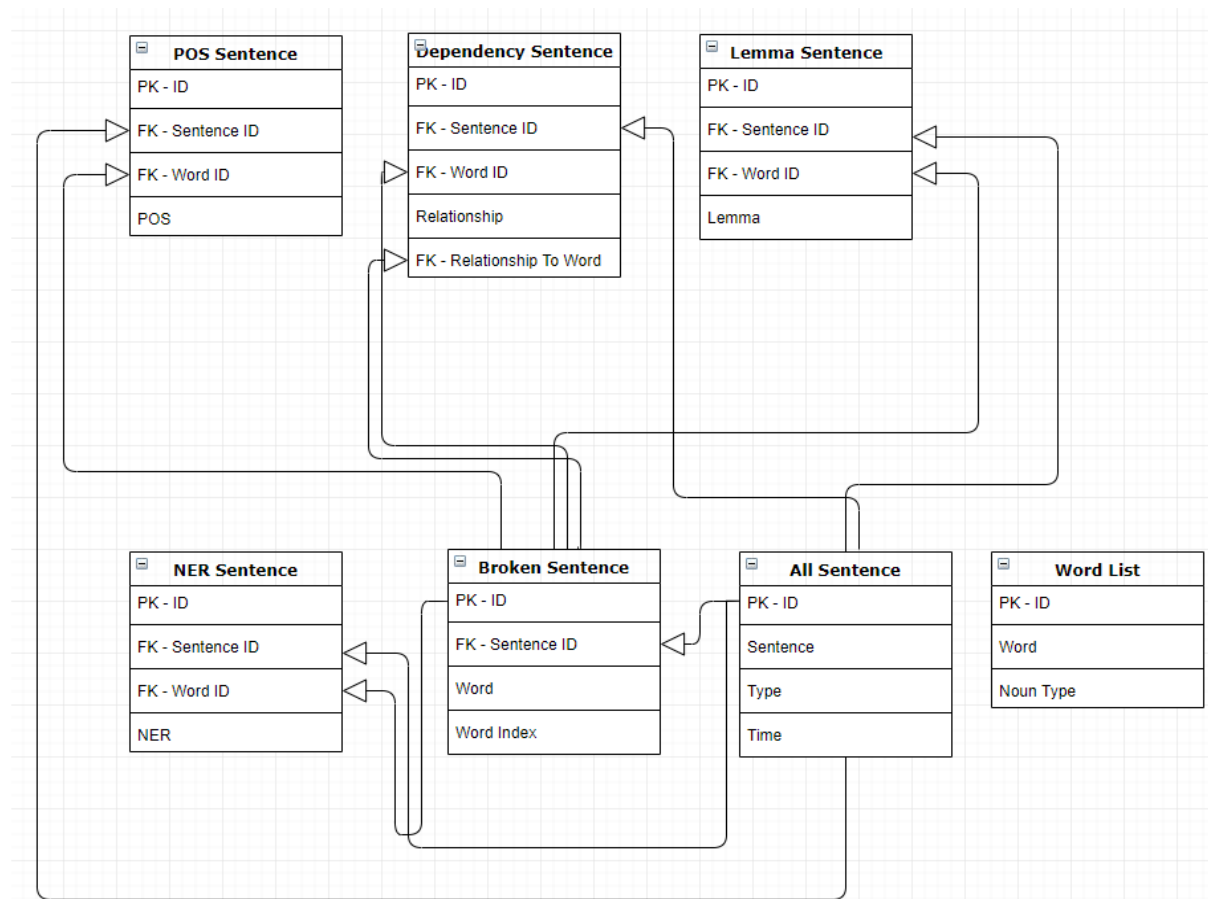 POS Sentence
PK - ID
FK - Sentence ID
FK - Word ID
POS
Dependency Sentence
PK - ID
FK - Sentence ID
FK - Word ID
Relationship
FK - Relationship To Word
Lemma Sentence
PK - ID
FK - Sentence ID
FK - Word ID
Lemma
NER Sentence
PK - ID
FK - Sentence ID
FK - Word ID
NER
Broken Sentence
PK - ID
FK - Sentence ID
Word
Word Index
All Sentence
PK - ID
Sentence
Type
Time
Word List
PK - ID
Word
Noun Type